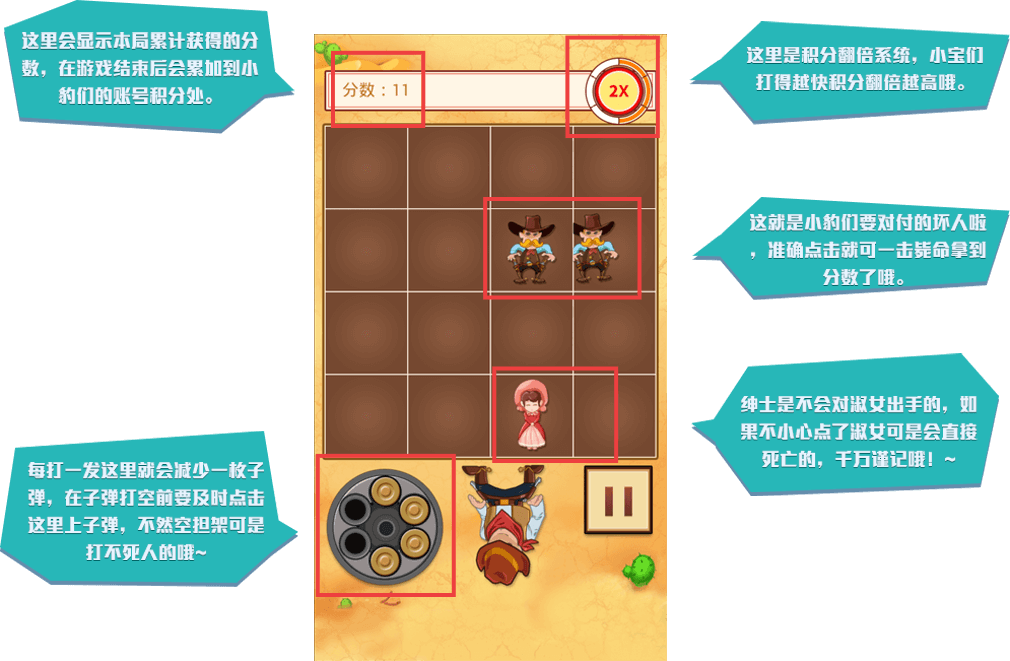 这里会显示本局累计获得的分
数，在游戏结束后会累加到小
豹们的账号积分处。
这里是积分翻倍系统，小宝们
打得越快积分翻倍越高哦。
分数：11
2X
这就是小豹们要对付的坏人啦
，准确点击就可一击毙命拿到
分数了哦。
绅士是不会对淑女出手的，如
果不小心点了淑女可是会直接
死亡的，千万谨记哦！~
每打一发这里就会减少一枚子
弹，在子弹打空前要及时点击
这里上子弹，不然空担架可是
打不死人的哦~